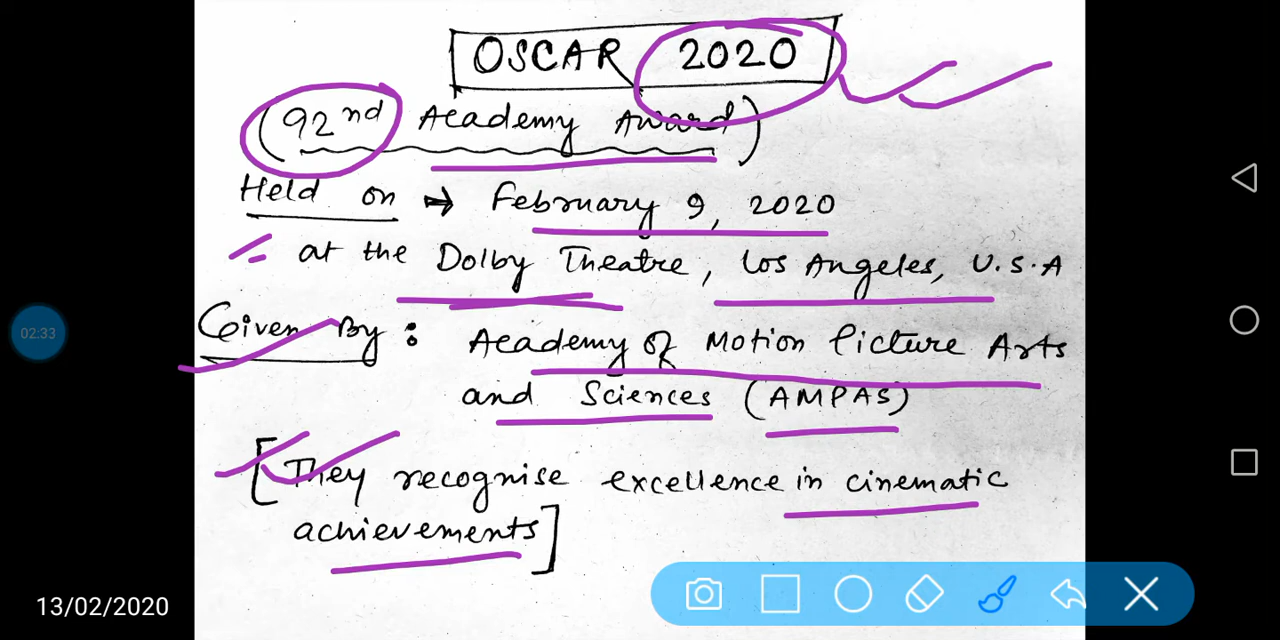 OSCAR 2020
(92nd Academy Award)
Held on → February 9, 2020
at the Dolby Theatre, Los Angeles, U.S.A
Given By : Academy of Motion Picture Arts
and Sciences (AMPAS)
[They recognise excellence in cinematic
achievements]
02:33
13/02/2020